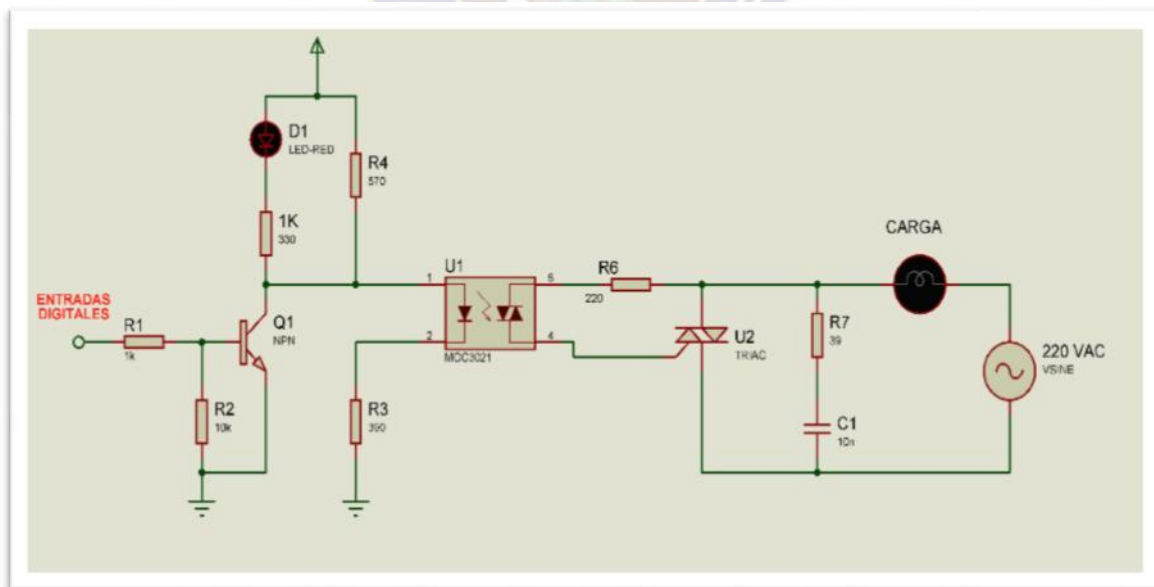 D1
LED-RED
R4
570
1K
330
CARGA
U1
1
5
R6
220
ENTRADAS
DIGITALES
R1
1k
Q1
NPN
2
4
MOC3021
U2
TRIAC
R7
39
220 VAC
VSINE
R2
10k
R3
390
C1
10n